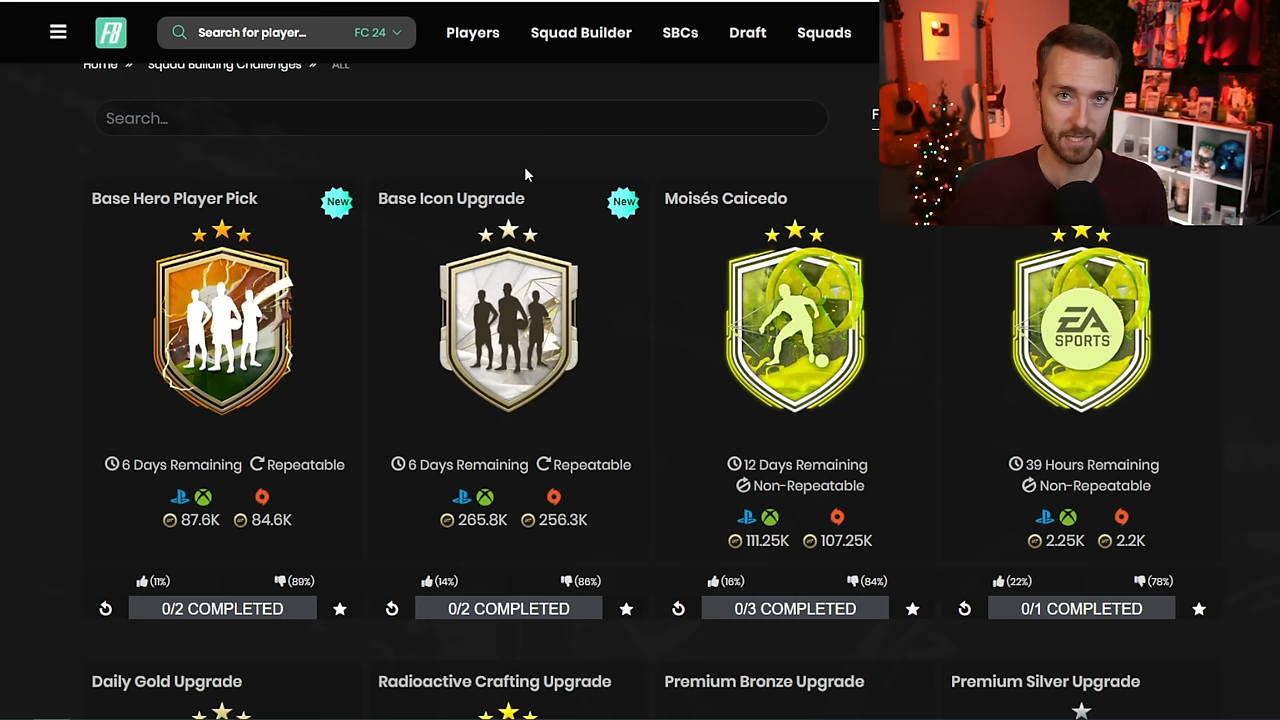 FB
Search for player...
FC 24
Players
Squad Builder
SBCs
Draft
Squads
Home » Squad Building Challenges » ALL
Search...
F
Base Hero Player Pick
New
Base Icon Upgrade
New
Moisés Caicedo
EA
SPORTS
6 Days Remaining
Repeatable
87.6K
84.6K
6 Days Remaining
Repeatable
265.8K
256.3K
12 Days Remaining
Non-Repeatable
111.25K
107.25K
39 Hours Remaining
Non-Repeatable
2.25K
2.2K
(11%)
(89%)
(14%)
(86%)
(16%)
(84%)
(22%)
(78%)
0/2 COMPLETED
0/2 COMPLETED
0/3 COMPLETED
0/1 COMPLETED
Daily Gold Upgrade
Radioactive Crafting Upgrade
Premium Bronze Upgrade
Premium Silver Upgrade